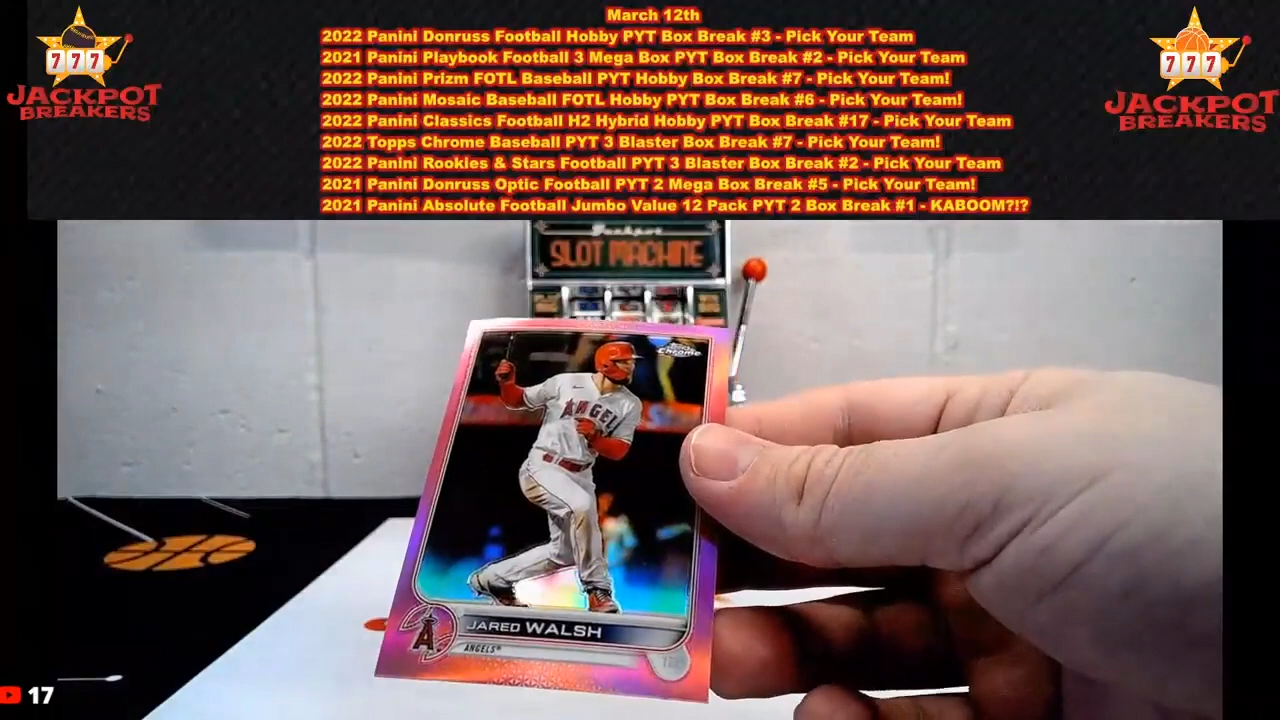 March 12th
2022 Panini Donruss Football Hobby PYT Box Break #3 - Pick Your Team
2021 Panini Playbook Football 3 Mega Box PYT Box Break #2 - Pick Your Team
2022 Panini Prizm FOTL Baseball PYT Hobby Box Break #7 - Pick Your Team!
2022 Panini Mosaic Baseball FOTL Hobby PYT Box Break #6 - Pick Your Team!
2022 Panini Classics Football H2 Hybrid Hobby PYT Box Break #17 - Pick Your Team
2022 Topps Chrome Baseball PYT 3 Blaster Box Break #7 - Pick Your Team!
2022 Panini Rookies & Stars Football PYT 3 Blaster Box Break #2 - Pick Your Team
2021 Panini Donruss Optic Football PYT 2 Mega Box Break #5 - Pick Your Team!
2021 Panini Absolute Football Jumbo Value 12 Pack PYT 2 Box Break #1 - KABOOM?!?
777
JACKPOT
BREAKERS
777
JACKPOT
BREAKERS
Jackpot
SLOT MACHINE
Topps
Chrome
ANGEL
JARED WALSH
A
ANGELS
17